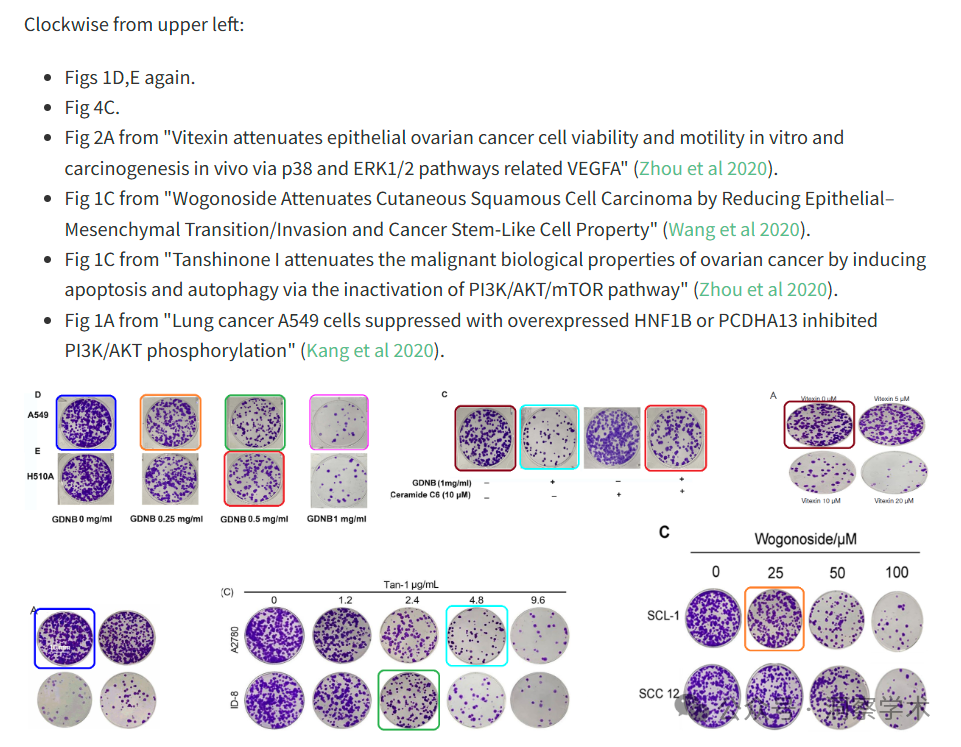 Clockwise from upper left:
• Figs 1D,E again.
• Fig 4C.
• Fig 2A from "Vitexin attenuates epithelial ovarian cancer cell viability and motility in vitro and
carcinogenesis in vivo via p38 and ERK1/2 pathways related VEGFA" (Zhou et al 2020).
• Fig 1C from "Wogonoside Attenuates Cutaneous Squamous Cell Carcinoma by Reducing Epithelial–
Mesenchymal Transition/Invasion and Cancer Stem-Like Cell Property" (Wang et al 2020).
• Fig 1C from "Tanshinone I attenuates the malignant biological properties of ovarian cancer by inducing
apoptosis and autophagy via the inactivation of PI3K/AKT/mTOR pathway" (Zhou et al 2020).
• Fig 1A from "Lung cancer A549 cells suppressed with overexpressed HNF1B or PCDHA13 inhibited
PI3K/AKT phosphorylation" (Kang et al 2020).
D
A549
E
H510A
GDNB 0 mg/ml GDNB 0.25 mg/ml GDNB 0.5 mg/ml GDNB1 mg/ml
C
GDNB (1mg/ml) − + − +
Ceramide C6 (10 μM) − − + +
A
Vitexin 0 μM Vitexin 5 μM
Vitexin 10 μM Vitexin 20 μM
A
(C)
Tan-1 μg/mL
0 1.2 2.4 4.8 9.6
A2780
ID-8
C
Wogonoside/μM
0 25 50 100
SCL-1
SCC 12
公众号 学术